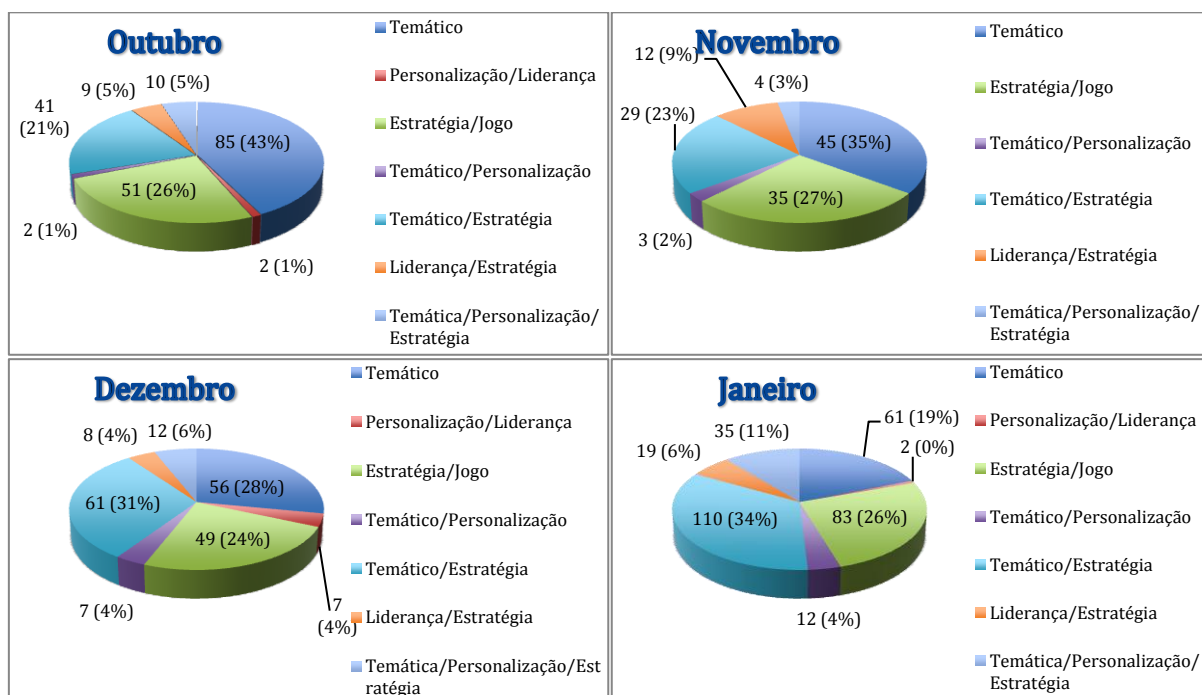 Outubro
9 (5%)
10 (5%)
41
(21%)
85 (43%)
51 (26%)
2 (1%)
2 (1%)
Temático
Personalização/Liderança
Estratégia/Jogo
Temático/Personalização
Temático/Estratégia
Liderança/Estratégia
Temática/Personalização/
Estratégia
Novembro
12 (9%)
4 (3%)
29 (23%)
45 (35%)
35 (27%)
3 (2%)
Temático
Estratégia/Jogo
Temático/Personalização
Temático/Estratégia
Liderança/Estratégia
Temática/Personalização/
Estratégia
Dezembro
8 (4%)
12 (6%)
56 (28%)
61 (31%)
49 (24%)
7 (4%)
7
(4%)
Temático
Personalização/Liderança
Estratégia/Jogo
Temático/Personalização
Temático/Estratégia
Liderança/Estratégia
Temática/Personalização/Est
ratégia
Janeiro
61 (19%)
35 (11%)
2 (0%)
19 (6%)
110 (34%)
83 (26%)
12 (4%)
Temático
Personalização/Liderança
Estratégia/Jogo
Temático/Personalização
Temático/Estratégia
Liderança/Estratégia
Temática/Personalização/
Estratégia